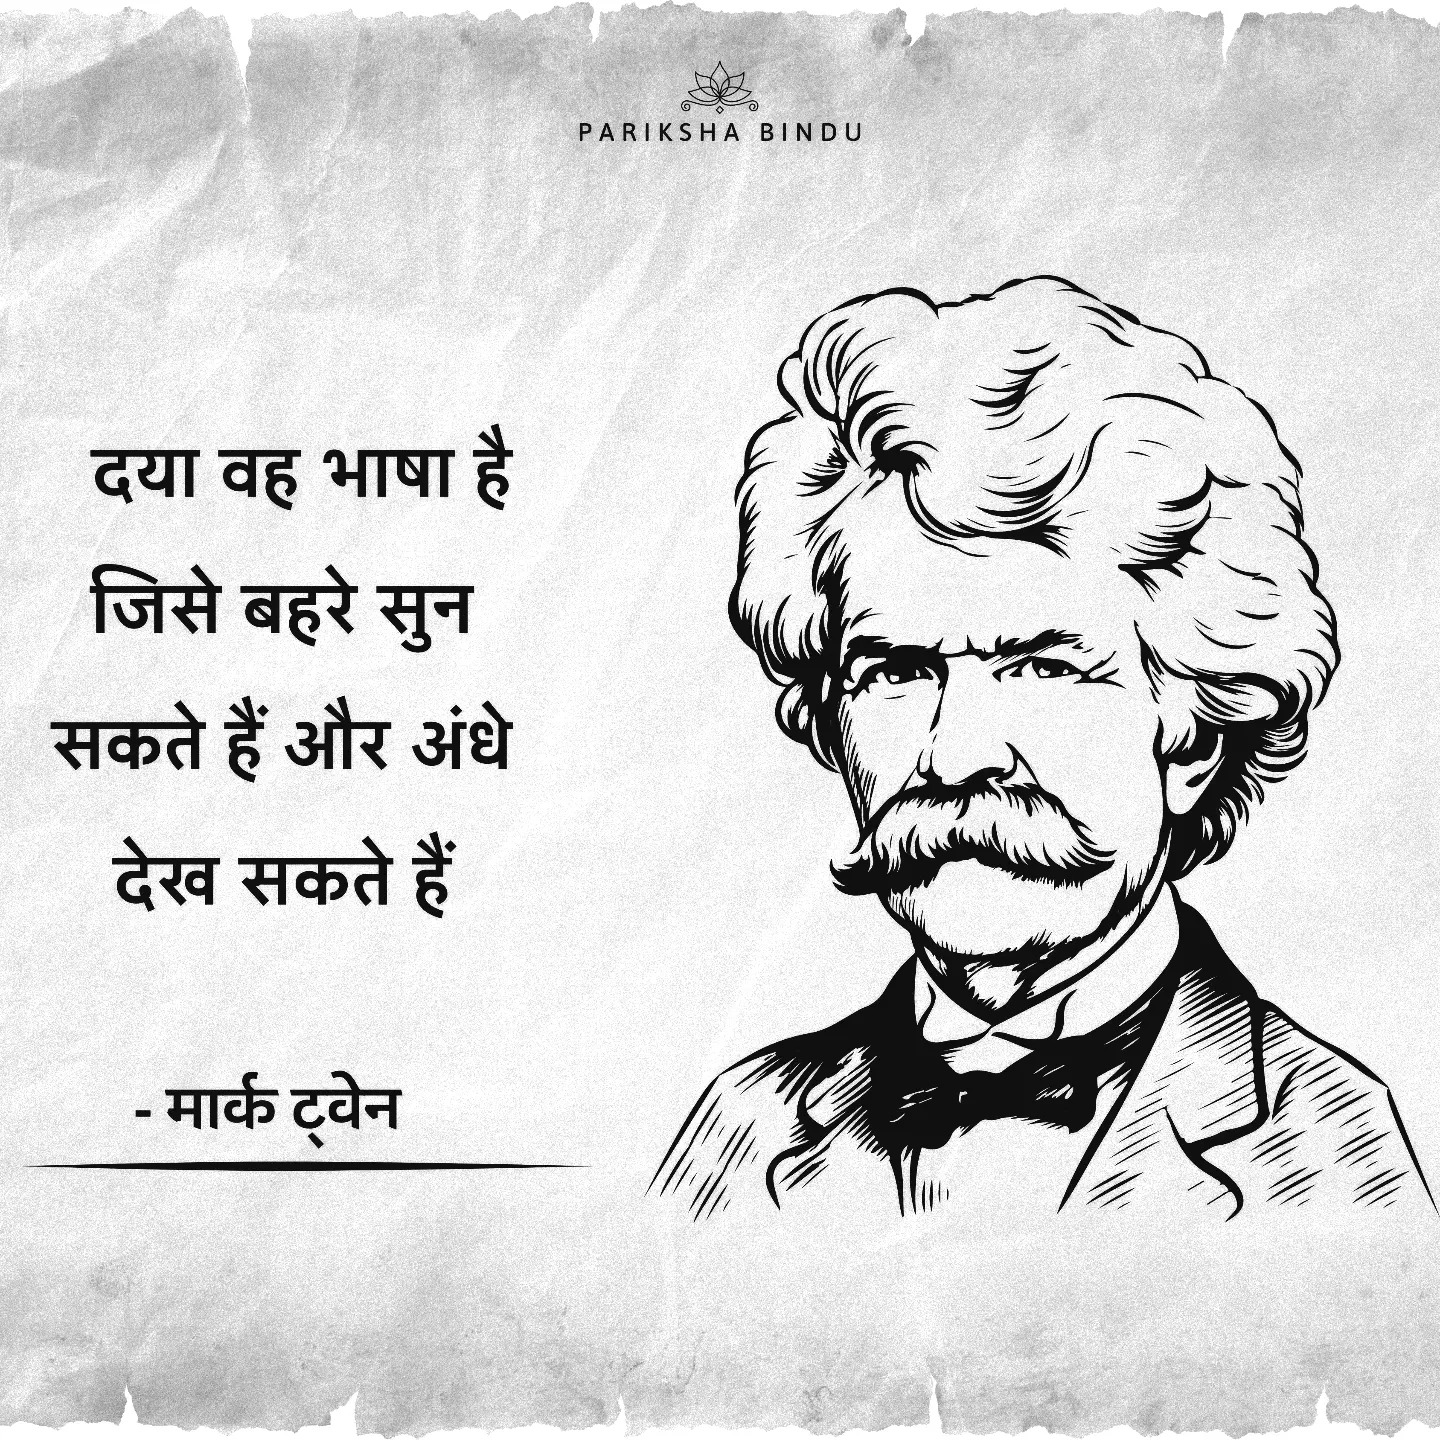 PARIKSHA BINDU
दया वह भाषा है
जिसे बहरे सुन
सकते हैं और अंधे
देख सकते हैं
- मार्क ट्वेन